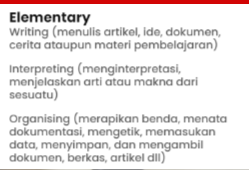 Elementary
Writing (menulis artikel, ide, dokumen,
cerita ataupun materi pembelajaran)
Interpreting (menginterpretasi,
menjelaskan arti atau makna dari
sesuatu)
Organising (merapikan benda, menata
dokumentasi, mengetik, memasukan
data, menyimpan, dan mengambil
dokumen, berkas, artikel dll)